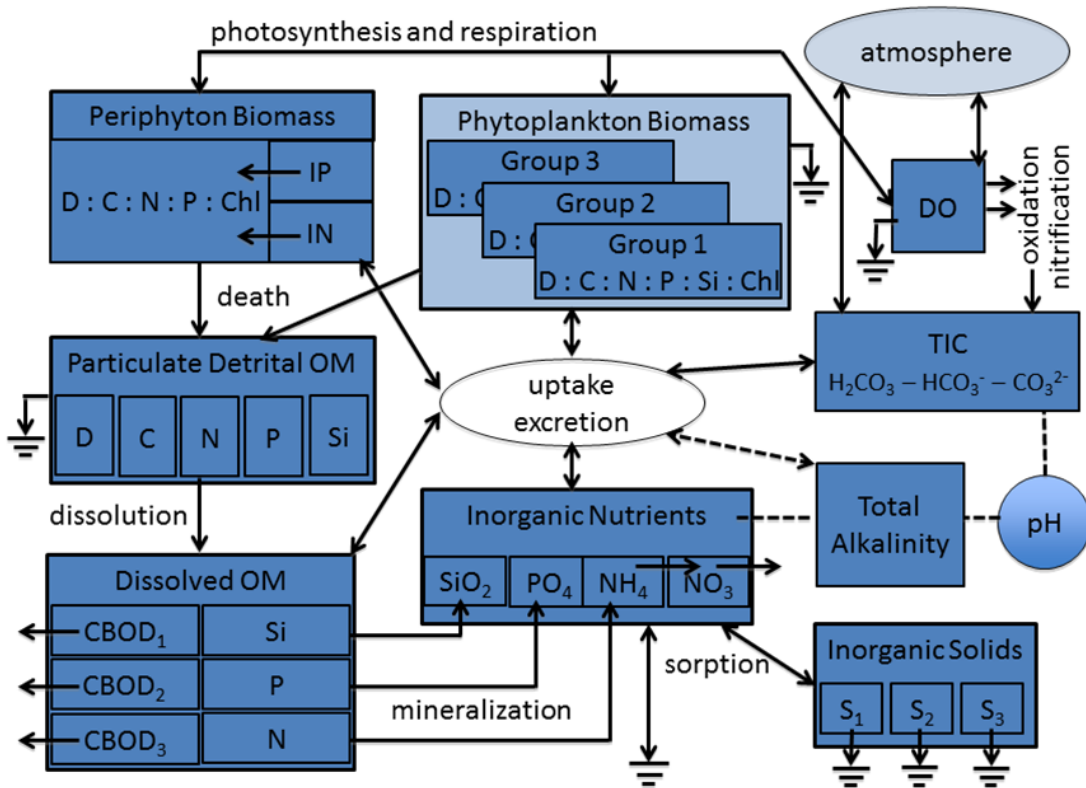 photosynthesis and respiration
atmosphere
Periphyton Biomass
D : C : N : P : Chl
IP
IN
Phytoplankton Biomass
Group 3
D : C
Group 2
D : C
Group 1
D : C : N : P : Si : Chl
DO
oxidation
nitrification
death
TIC
H₂CO₃ – HCO₃⁻ – CO₃²⁻
Particulate Detrital OM
D
C
N
P
Si
uptake
excretion
dissolution
Inorganic Nutrients
SiO₂
PO₄
NH₄
NO₃
Total
Alkalinity
pH
Dissolved OM
CBOD₁
Si
CBOD₂
P
CBOD₃
N
mineralization
sorption
Inorganic Solids
S₁
S₂
S₃